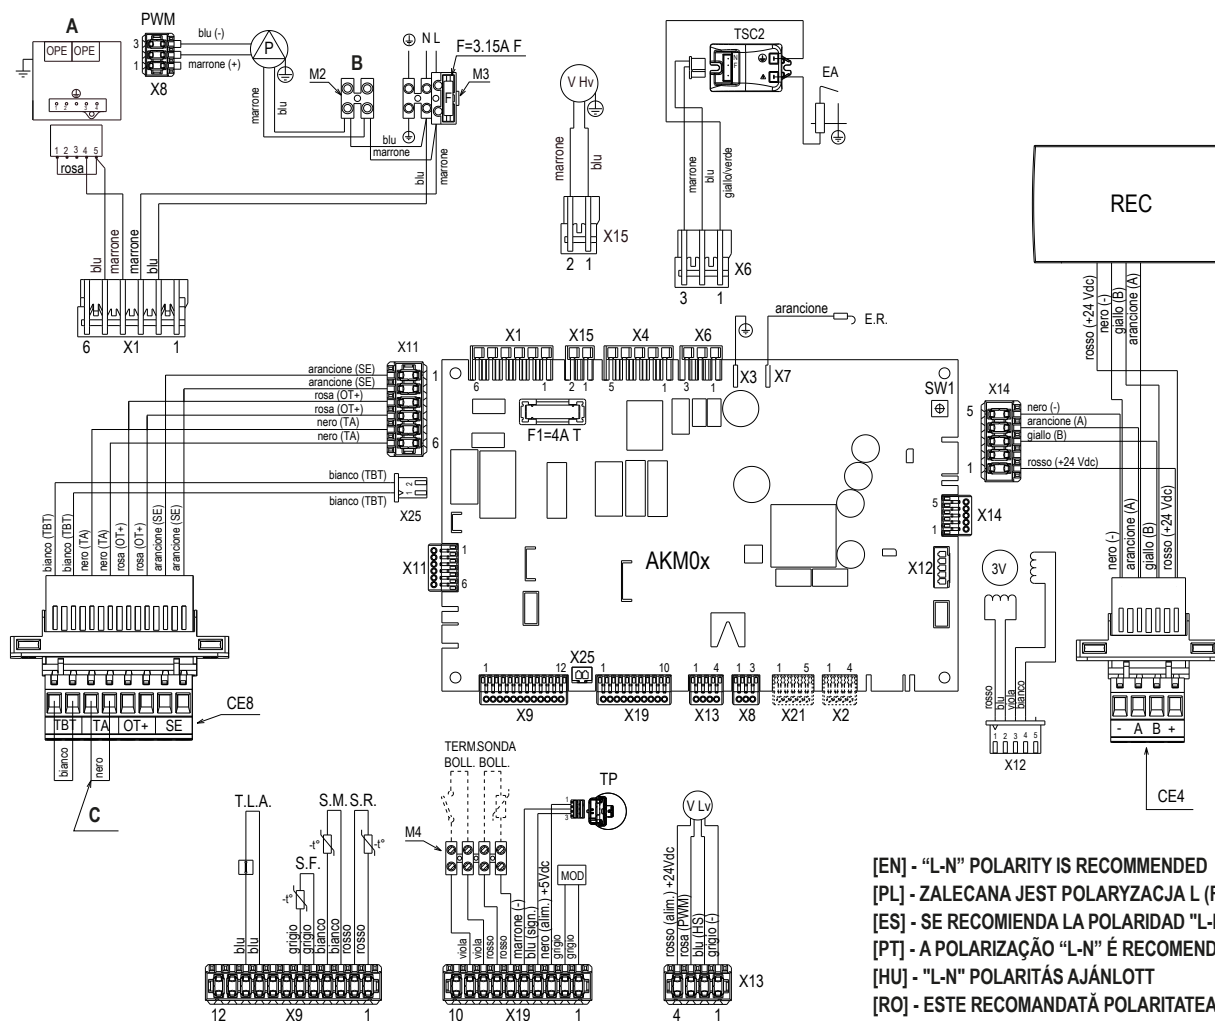 A
OPE OPE
1 2 3 4 5
rosa
blu
marrone
marrone
blu
6 X1 1
PWM
3
1
X8
blu (-)
marrone (+)
P
marrone
blu
M2
B
N L
F=3.15A F
M3
F
blu
marrone
blu
marrone
V Hv
marrone
blu
X15
2 1
TSC2
N
F
EA
marrone
blu
giallo/verde
X6
3 1
REC
rosso (+24 Vdc)
nero (-)
giallo (B)
arancione (A)
arancione
E.R.
X11
1
6
arancione (SE)
arancione (SE)
rosa (OT+)
rosa (OT+)
nero (TA)
nero (TA)
bianco (TBT)
bianco (TBT)
1 2
X25
X1
6 1
X15
2 1
X4
5 1
X6
3 1
X3
X7
F1=4A T
SW1
X14
5
1
nero (-)
arancione (A)
giallo (B)
rosso (+24 Vdc)
5
1
X14
X11
1
6
AKM0x
X12
3V
rosso
blu
viola
bianco
1 2 3 4 5
X12
nero (-)
arancione (A)
giallo (B)
rosso (+24 Vdc)
- A B +
CE4
bianco (TBT)
bianco (TBT)
nero (TA)
nero (TA)
rosa (OT+)
rosa (OT+)
arancione (SE)
arancione (SE)
TBT TA OT+ SE
CE8
bianco
nero
C
1 12
X9
X25
1 10
X19
1 4
X13
1 3
X8
1 5
X21
1 4
X2
T.L.A.
S.F.
S.M.
S.R.
-t°
-t°
-t°
blu
blu
grigio
grigio
bianco
bianco
rosso
rosso
12 X9 1
TERM.
BOLL.
SONDA
BOLL.
M4
TP
1
3
MOD
viola
viola
rosso
rosso
marrone (-)
blu (sign.)
nero (alim.) +5Vdc
grigio
grigio
10 X19 1
V Lv
rosso (alim.) +24Vdc
rosa (PWM)
blu (HS)
grigio (-)
X13
4 1
[EN] - “L-N” POLARITY IS RECOMMENDED
[PL] - ZALECANA JEST POLARYZACJA L (F
[ES] - SE RECOMIENDA LA POLARIDAD "L-
[PT] - A POLARIZAÇÃO “L-N” É RECOMEND
[HU] - "L-N" POLARITÁS AJÁNLOTT
[RO] - ESTE RECOMANDATĂ POLARITATEA